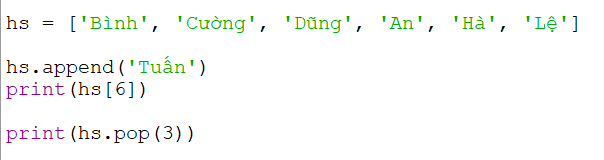 hs = ['Bình', 'Cường', 'Dũng', 'An', 'Hà', 'Lệ']
hs.append('Tuấn')
print(hs[6])
print(hs.pop(3))